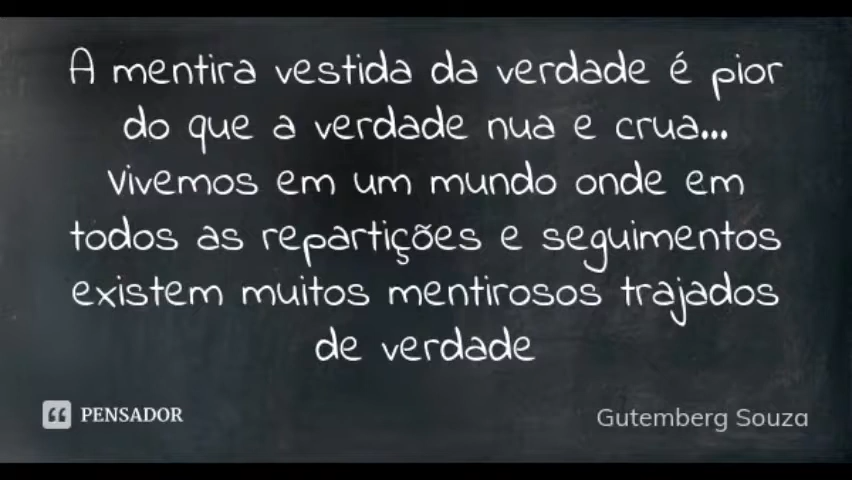 A mentira vestida da verdade é pior
do que a verdade nua e crua...
Vivemos em um mundo onde em
todos as repartições e seguimentos
existem muitos mentirosos trajados
de verdade
PENSADOR
Gutemberg Souza